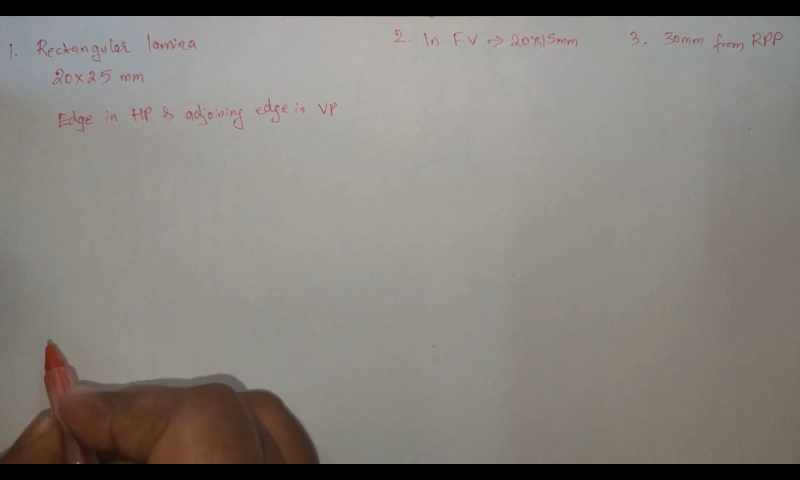 1. Rectangular lamina
20x25 mm
Edge in HP & adjoining edge in VP
2. In FV => 20x15mm
3. 30mm from RPP